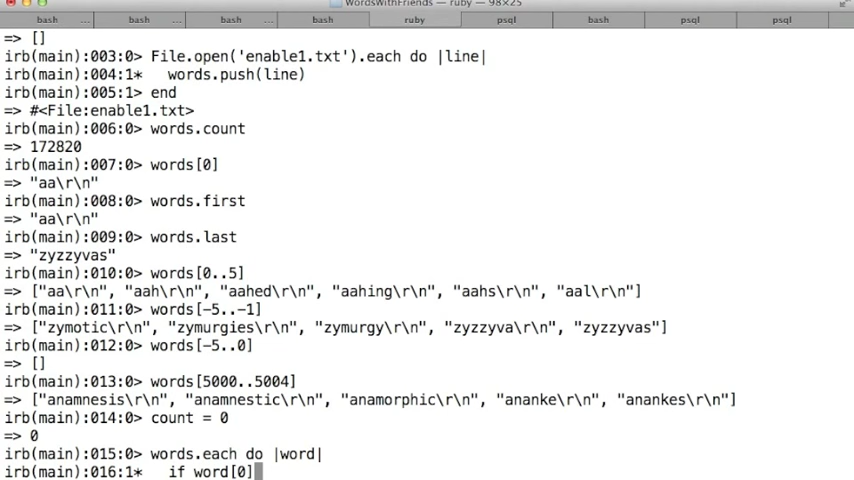 WordsWithFriends — ruby — 98×25
bash ... bash ... bash ... bash ruby psql bash psql psql
=> []
irb(main):003:0> File.open('enable1.txt').each do |line|
irb(main):004:1*   words.push(line)
irb(main):005:1> end
=> #<File:enable1.txt>
irb(main):006:0> words.count
=> 172820
irb(main):007:0> words[0]
=> "aa\r\n"
irb(main):008:0> words.first
=> "aa\r\n"
irb(main):009:0> words.last
=> "zyzzyvas"
irb(main):010:0> words[0..5]
=> ["aa\r\n", "aah\r\n", "aahed\r\n", "aahing\r\n", "aahs\r\n", "aal\r\n"]
irb(main):011:0> words[-5..-1]
=> ["zymotic\r\n", "zymurgies\r\n", "zymurgy\r\n", "zyzzyva\r\n", "zyzzyvas"]
irb(main):012:0> words[-5..0]
=> []
irb(main):013:0> words[5000..5004]
=> ["anamnesis\r\n", "anamnestic\r\n", "anamorphic\r\n", "ananke\r\n", "anankes\r\n"]
irb(main):014:0> count = 0
=> 0
irb(main):015:0> words.each do |word|
irb(main):016:1*   if word[0]